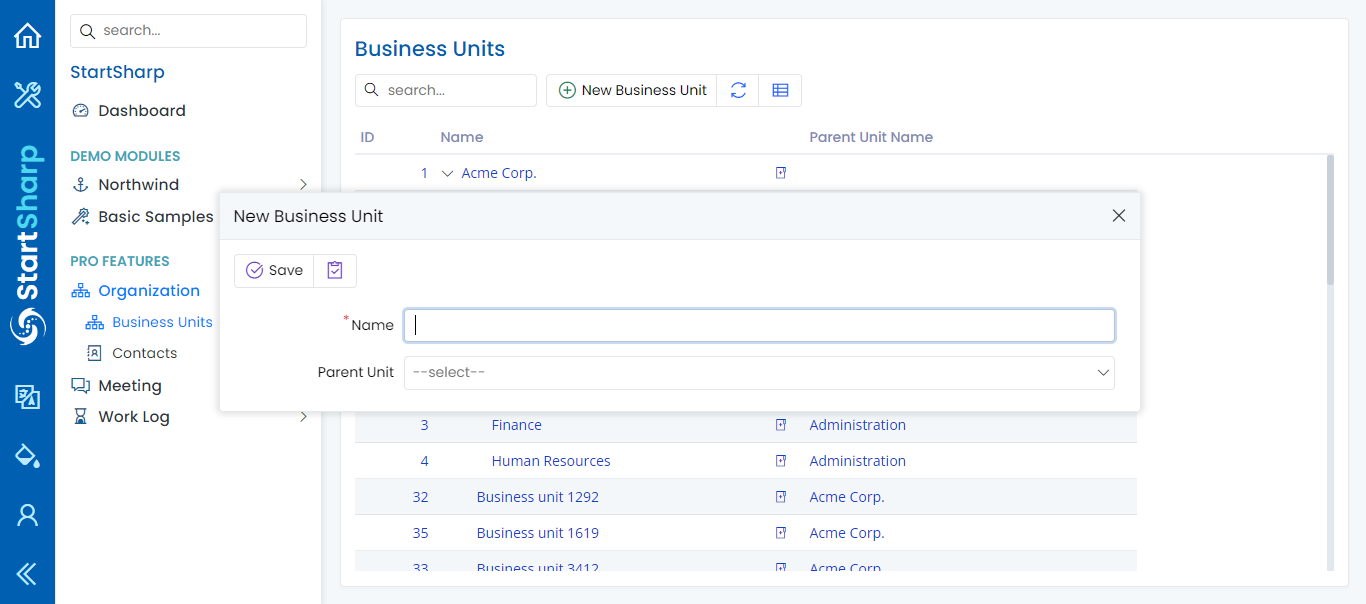 StartSharp
search...
StartSharp
Dashboard
DEMO MODULES
Northwind
Basic Samples
PRO FEATURES
Organization
Business Units
Contacts
Meeting
Work Log
Business Units
search...
New Business Unit
ID Name Parent Unit Name
1 Acme Corp.
New Business Unit
Save
* Name
Parent Unit --select--
3 Finance Administration
4 Human Resources Administration
32 Business unit 1292 Acme Corp.
35 Business unit 1619 Acme Corp.
33 Business unit 3412 Acme Corp.